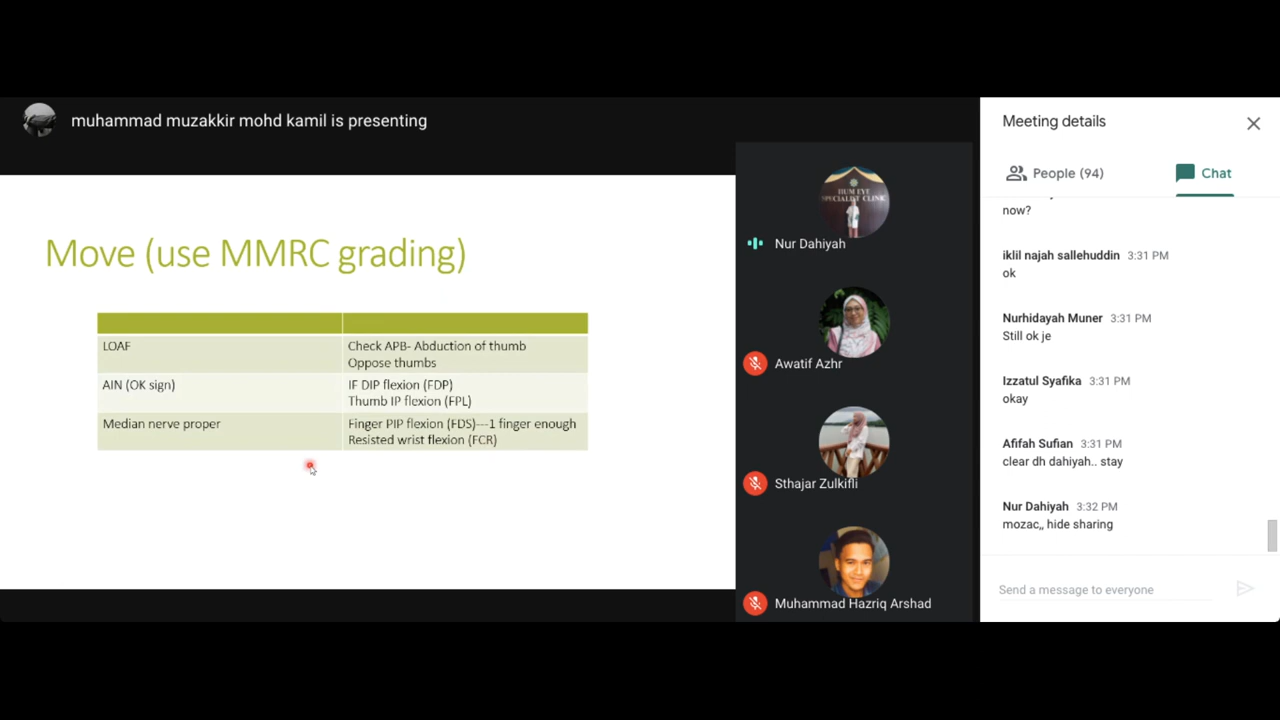 muhammad muzakkir mohd kamil is presenting
Move (use MMRC grading)
LOAF
Check APB- Abduction of thumb
Oppose thumbs
AIN (OK sign)
IF DIP flexion (FDP)
Thumb IP flexion (FPL)
Median nerve proper
Finger PIP flexion (FDS)---1 finger enough
Resisted wrist flexion (FCR)
SPECIALIST CLINIC
Nur Dahiyah
Awatif Azhr
Sthajar Zulkifli
Muhammad Hazriq Arshad
Meeting details
People (94)
Chat
now?
iklil najah sallehuddin 3:31 PM
ok
Nurhidayah Muner 3:31 PM
Still ok je
Izzatul Syafika 3:31 PM
okay
Afifah Sufian 3:31 PM
clear dh dahiyah.. stay
Nur Dahiyah 3:32 PM
mozac,, hide sharing
Send a message to everyone